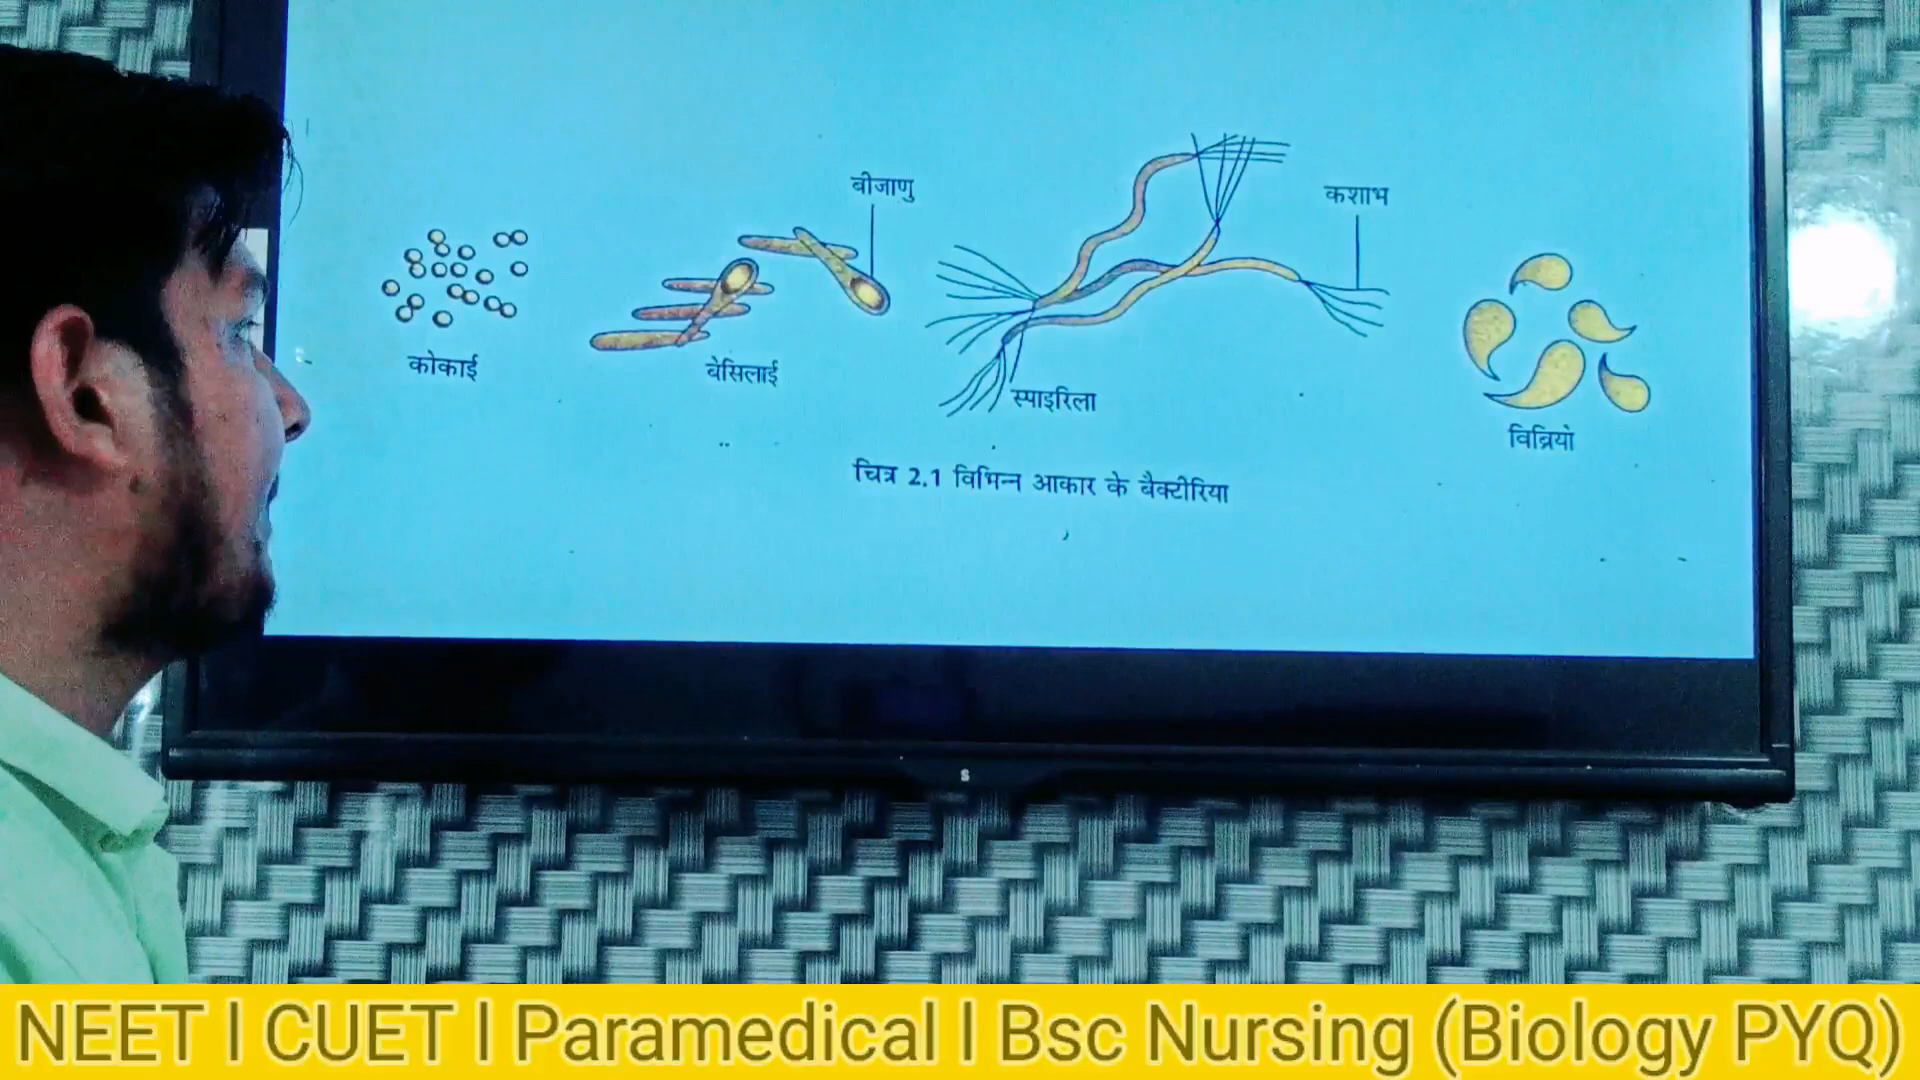 बीजाणु
कशाभ
कोकाई
बेसिलाई
स्पाइरिला
विब्रियो
चित्र 2.1 विभिन्न आकार के बैक्टीरिया
S
NEET l CUET l Paramedical l Bsc Nursing (Biology PYQ)